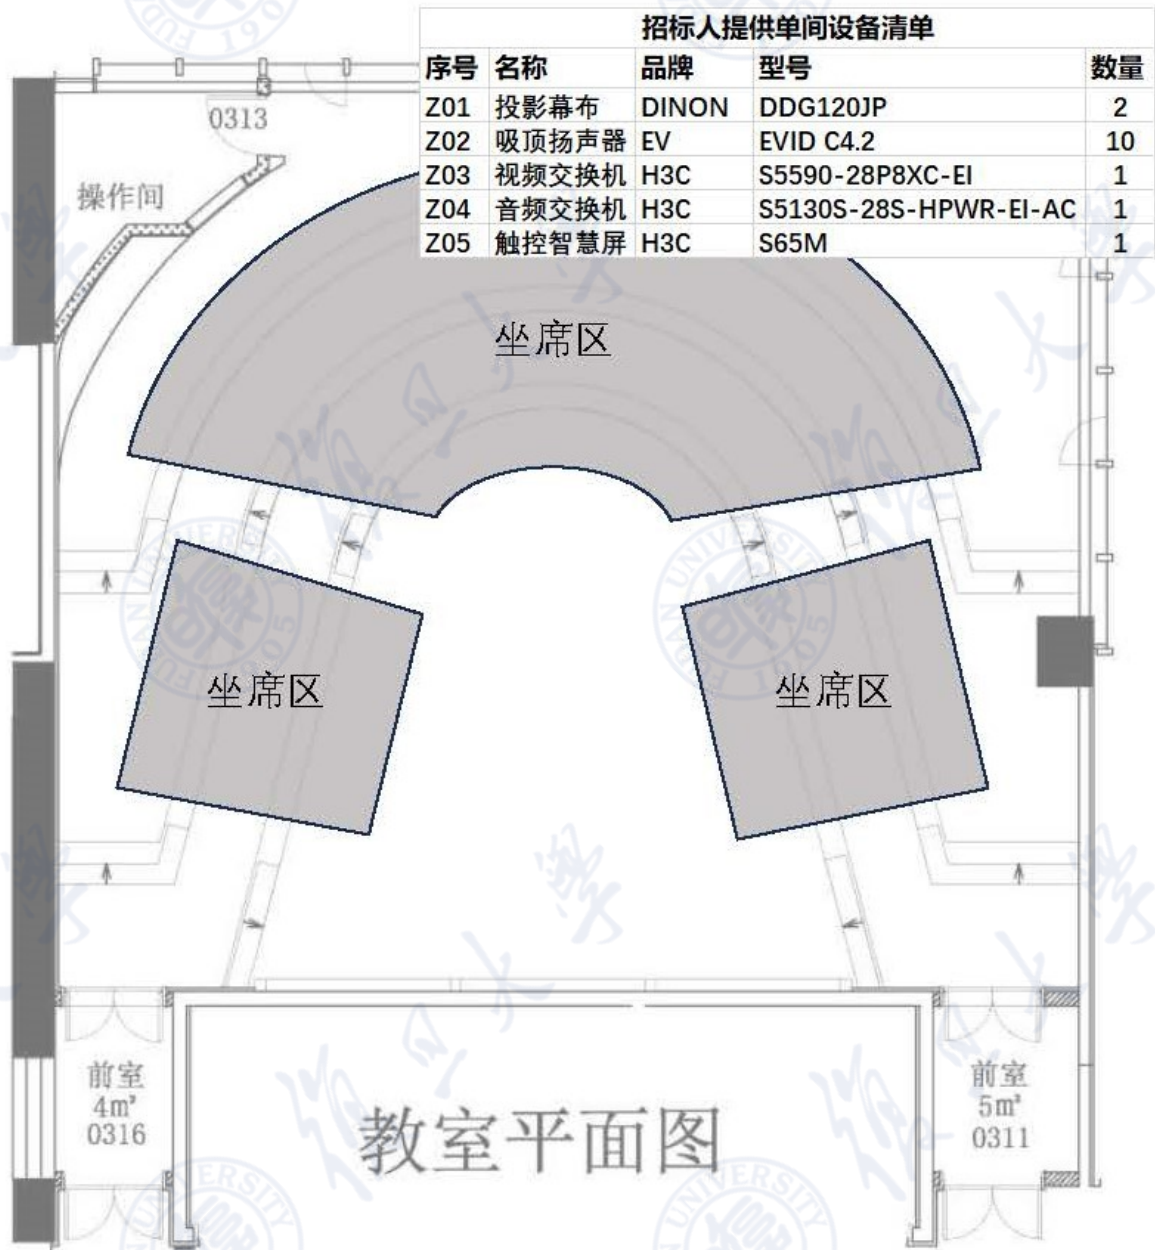 招标人提供单间设备清单
序号 名称 品牌 型号 数量
Z01 投影幕布 DINON DDG120JP 2
Z02 吸顶扬声器 EV EVID C4.2 10
Z03 视频交换机 H3C S5590-28P8XC-EI 1
Z04 音频交换机 H3C S5130S-28S-HPWR-EI-AC 1
Z05 触控智慧屏 H3C S65M 1
0313
操作间
坐席区
坐席区
坐席区
前室
4m²
0316
前室
5m²
0311
教室平面图